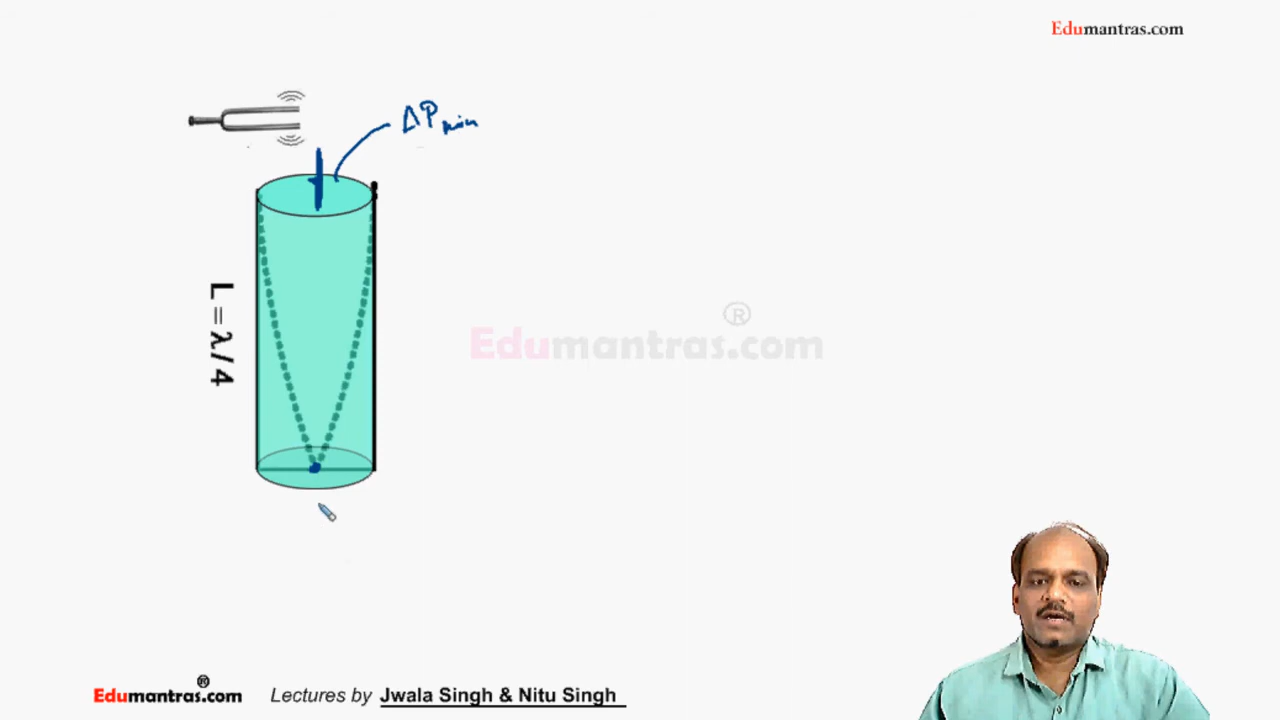 Edumantras.com
ΔP min
L = λ / 4
Edumantras.com ®
Edumantras.com ® Lectures by Jwala Singh & Nitu Singh